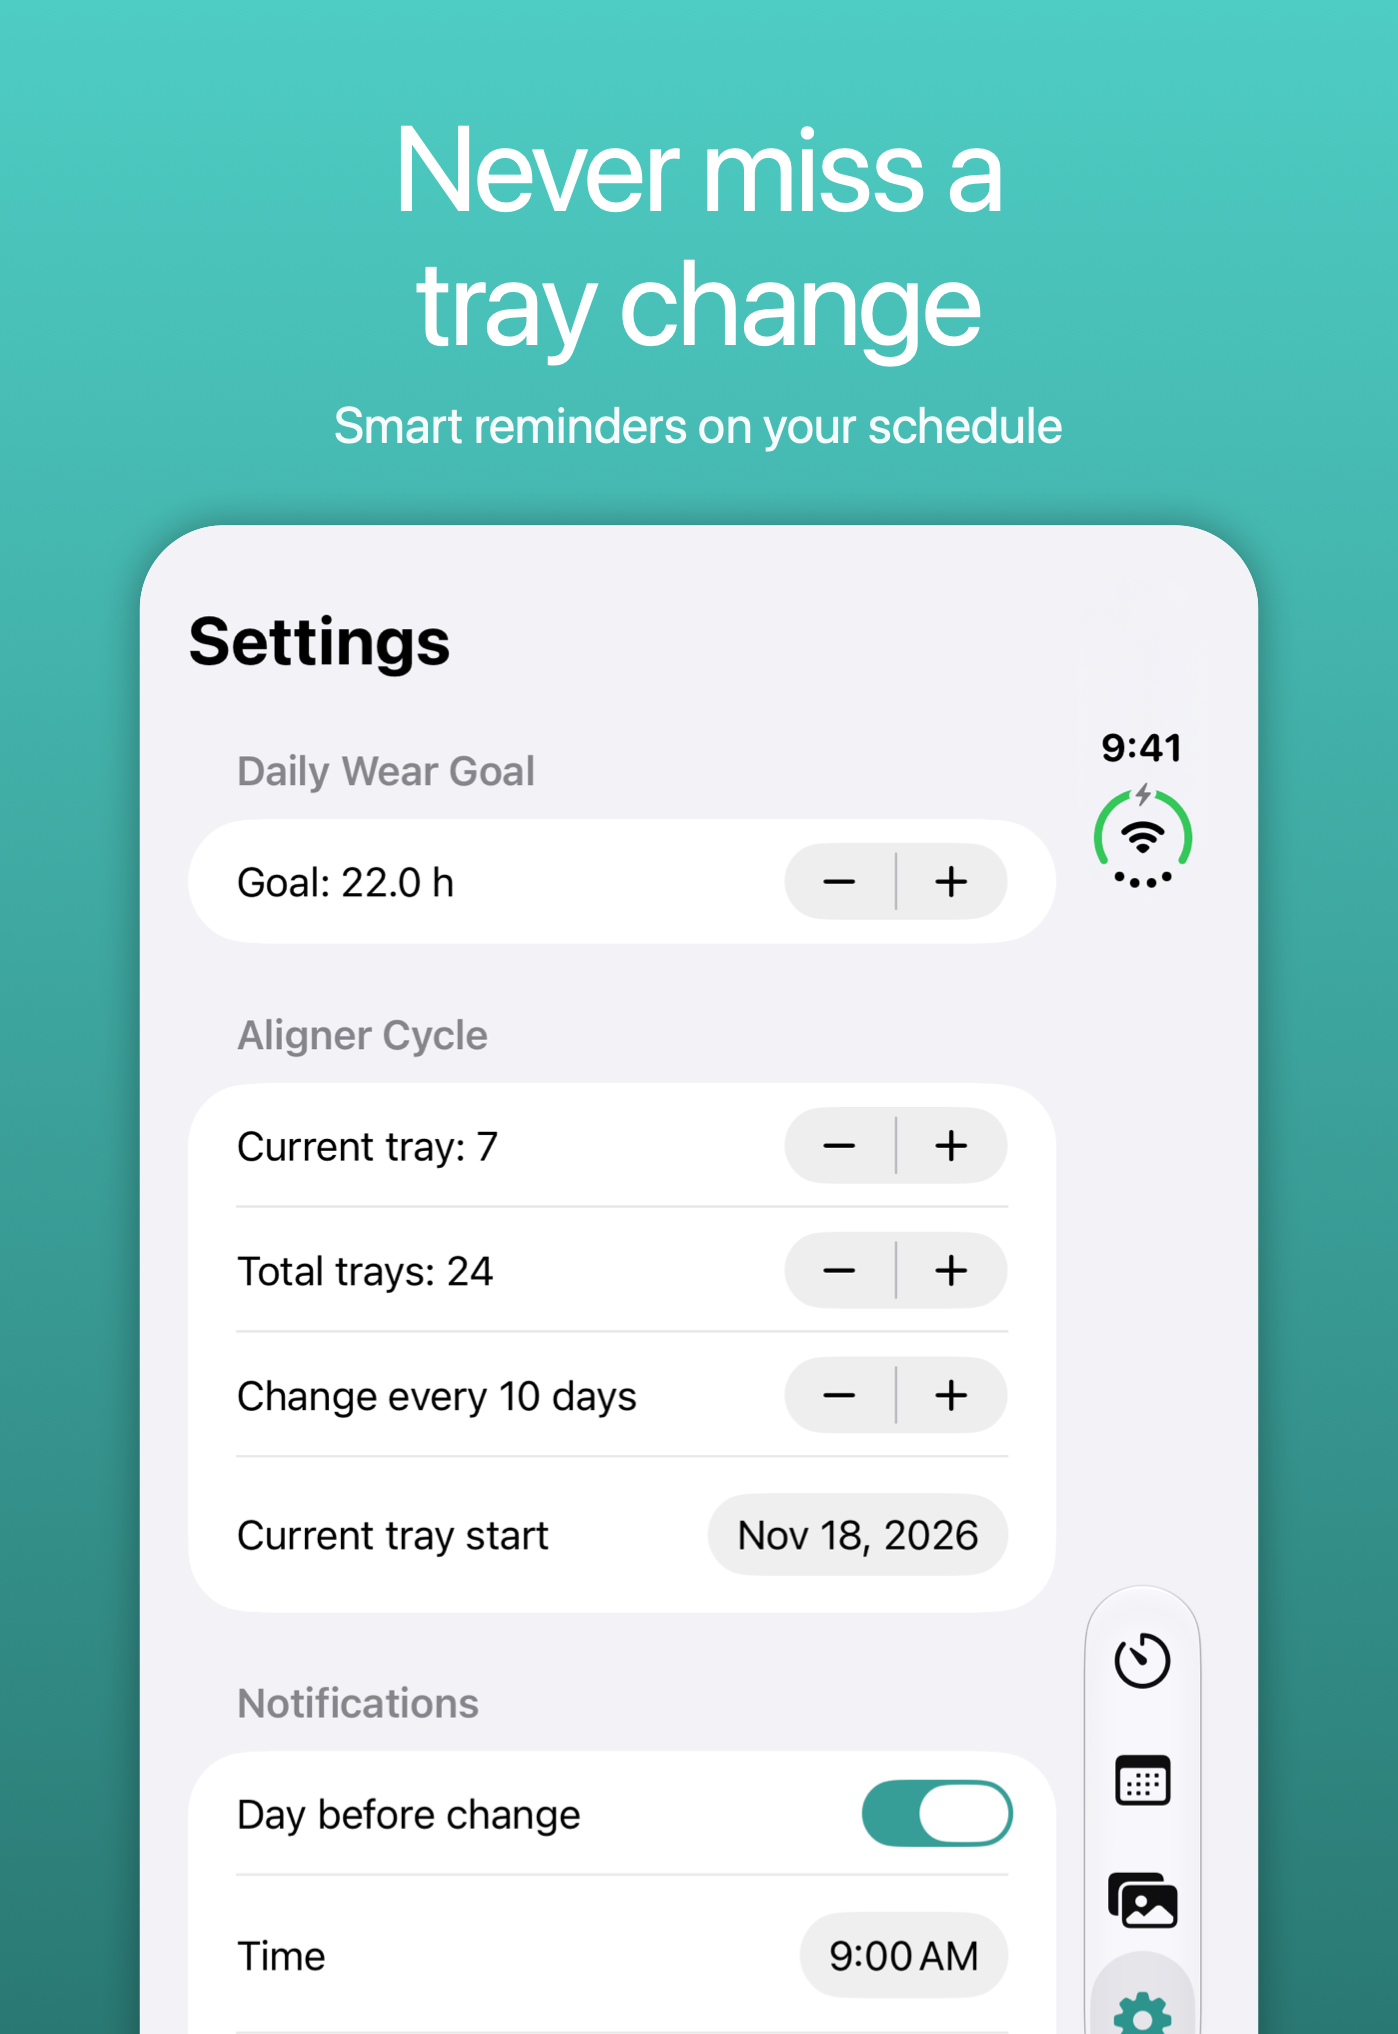 Never miss a
tray change
Smart reminders on your schedule
Settings
9:41
Daily Wear Goal
Goal: 22.0 h
Aligner Cycle
Current tray: 7
Total trays: 24
Change every 10 days
Current tray start
Nov 18, 2026
Notifications
Day before change
Time
9:00 AM